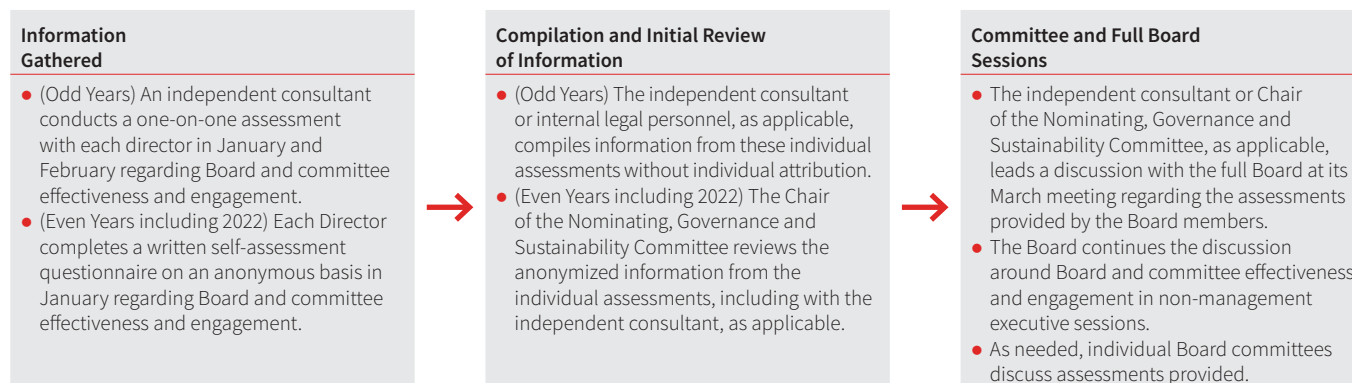 Information
Gathered
● (Odd Years) An independent consultant
conducts a one-on-one assessment
with each director in January and
February regarding Board and committee
effectiveness and engagement.
● (Even Years including 2022) Each Director
completes a written self-assessment
questionnaire on an anonymous basis in
January regarding Board and committee
effectiveness and engagement.
Compilation and Initial Review
of Information
● (Odd Years) The independent consultant
or internal legal personnel, as applicable,
compiles information from these individual
assessments without individual attribution.
● (Even Years including 2022) The Chair
of the Nominating, Governance and
Sustainability Committee reviews the
anonymized information from the
individual assessments, including with the
independent consultant, as applicable.
Committee and Full Board
Sessions
● The independent consultant or Chair
of the Nominating, Governance and
Sustainability Committee, as applicable,
leads a discussion with the full Board at its
March meeting regarding the assessments
provided by the Board members.
● The Board continues the discussion
around Board and committee effectiveness
and engagement in non-management
executive sessions.
● As needed, individual Board committees
discuss assessments provided.